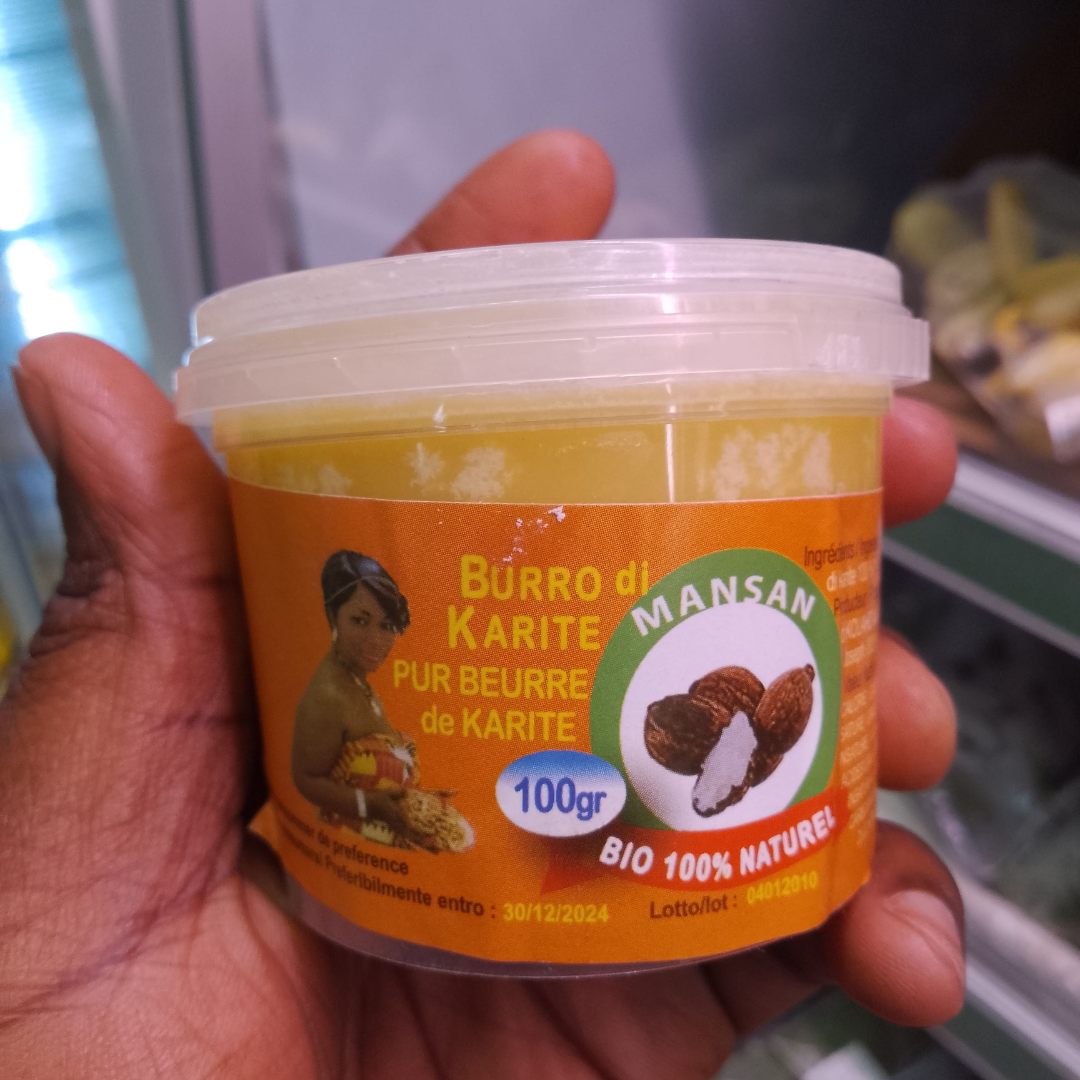 BURRO di
KARITE
PUR BEURRE
de KARITE
100gr
MANSAN
BIO 100% NATUREL
de preference
Preferibilmente entro : 30/12/2024
Lotto/lot : 04012010
Ingrédients